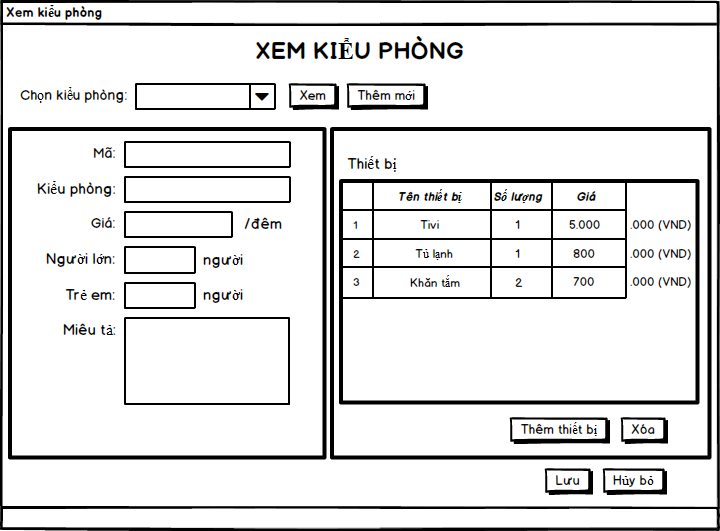 Xem kiểu phòng
XEM KIỂU PHÒNG
Chọn kiểu phòng: Xem Thêm mới
Mã:
Kiểu phòng:
Giá: /đêm
Người lớn: người
Trẻ em: người
Miêu tả:
Thiết bị
Tên thiết bị Số lượng Giá
1 Tivi 1 5.000 .000 (VND)
2 Tủ lạnh 1 800 .000 (VND)
3 Khăn tắm 2 700 .000 (VND)
Thêm thiết bị Xóa
Lưu Hủy bỏ